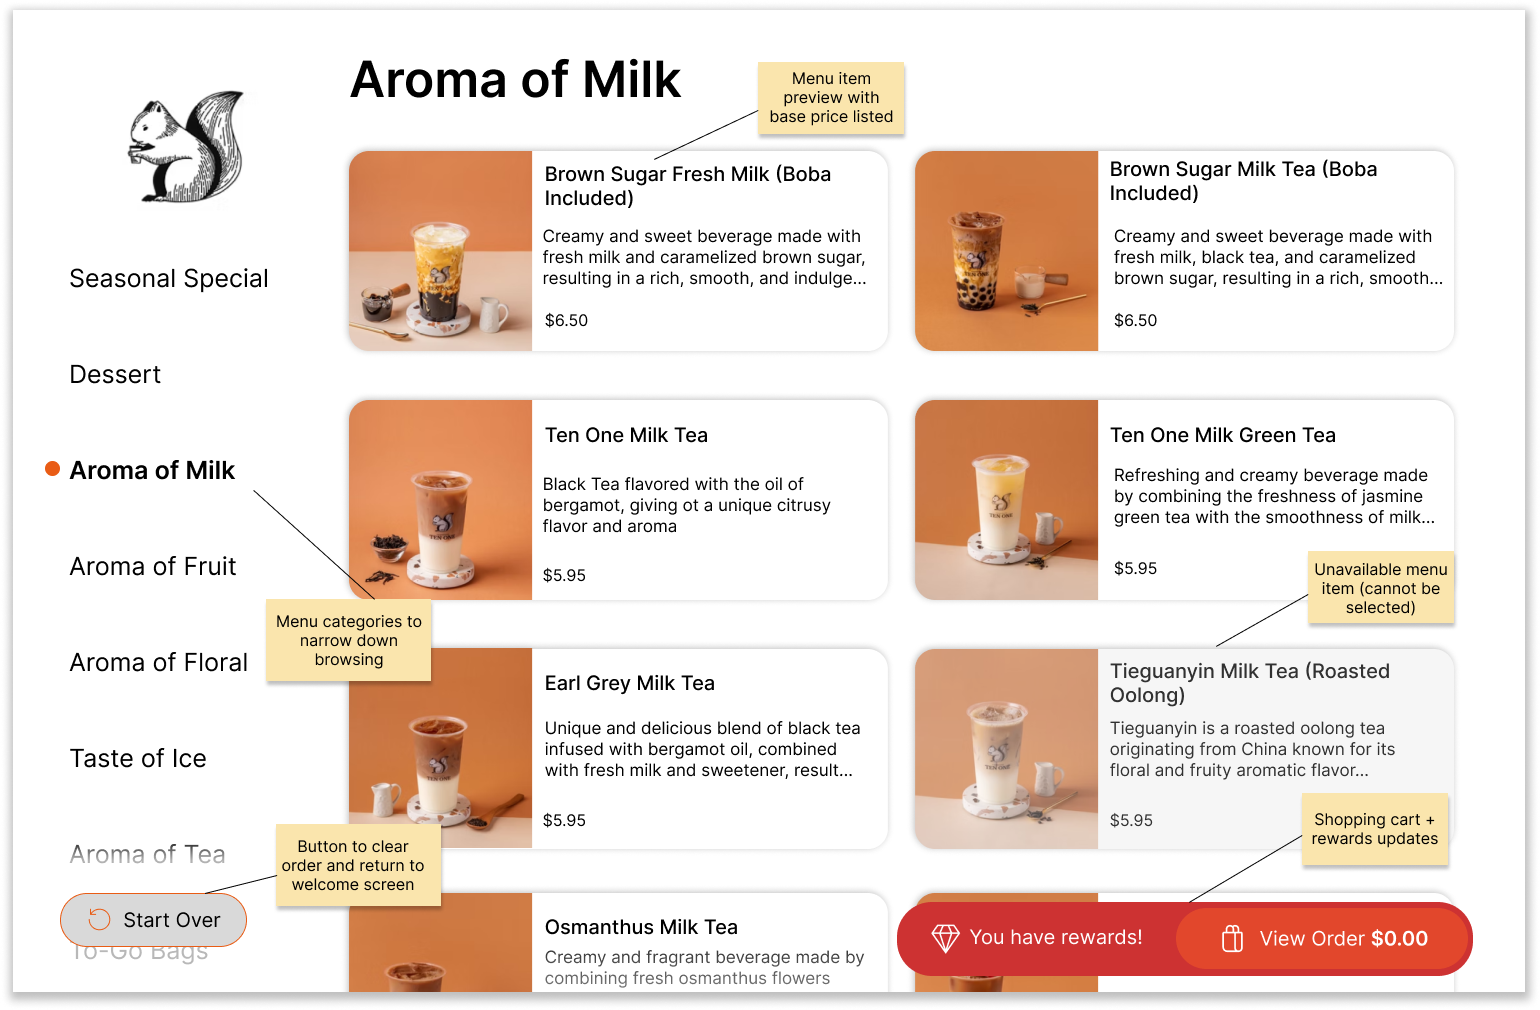 Aroma of Milk
Menu item
preview with
base price listed
Seasonal Special
Dessert
Aroma of Milk
Aroma of Fruit
Aroma of Floral
Taste of Ice
Aroma of Tea
To-Go Bags
Start Over
Menu categories to
narrow down
browsing
Button to clear
order and return to
welcome screen
Brown Sugar Fresh Milk (Boba
Included)
Creamy and sweet beverage made with
fresh milk and caramelized brown sugar,
resulting in a rich, smooth, and indulge...
$6.50
Brown Sugar Milk Tea (Boba
Included)
Creamy and sweet beverage made with
fresh milk, black tea, and caramelized
brown sugar, resulting in a rich, smooth...
$6.50
Ten One Milk Tea
Black Tea flavored with the oil of
bergamot, giving ot a unique citrusy
flavor and aroma
$5.95
TEN ONE
Ten One Milk Green Tea
Refreshing and creamy beverage made
by combining the freshness of jasmine
green tea with the smoothness of milk...
$5.95
Unavailable menu
item (cannot be
selected)
Earl Grey Milk Tea
Unique and delicious blend of black tea
infused with bergamot oil, combined
with fresh milk and sweetener, result...
$5.95
Tieguanyin Milk Tea (Roasted
Oolong)
Tieguanyin is a roasted oolong tea
originating from China known for its
floral and fruity aromatic flavor...
$5.95
TEN ONE
Shopping cart +
rewards updates
Osmanthus Milk Tea
Creamy and fragrant beverage made by
combining fresh osmanthus flowers
You have rewards!
View Order $0.00